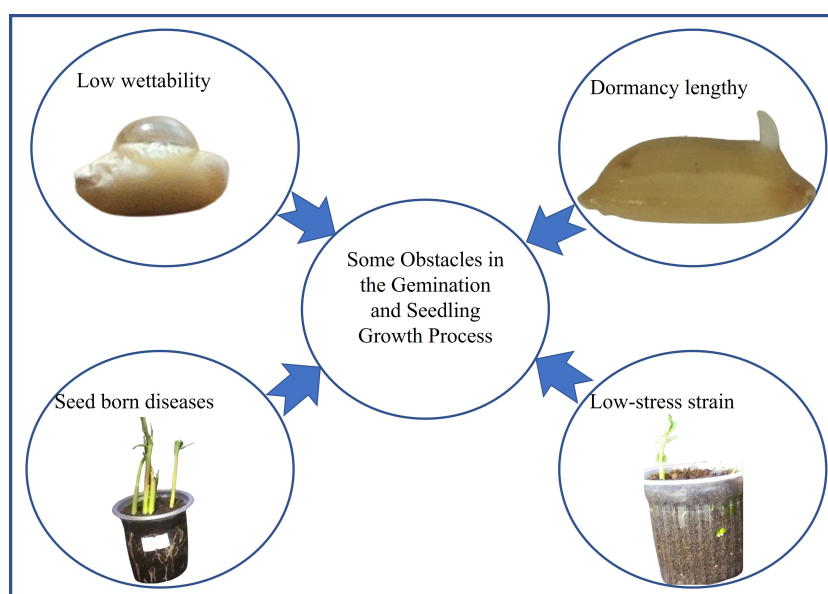 Low wettability
Dormancy lengthy
Some Obstacles in
the Gemination
and Seedling
Growth Process
Seed born diseases
Low-stress strain